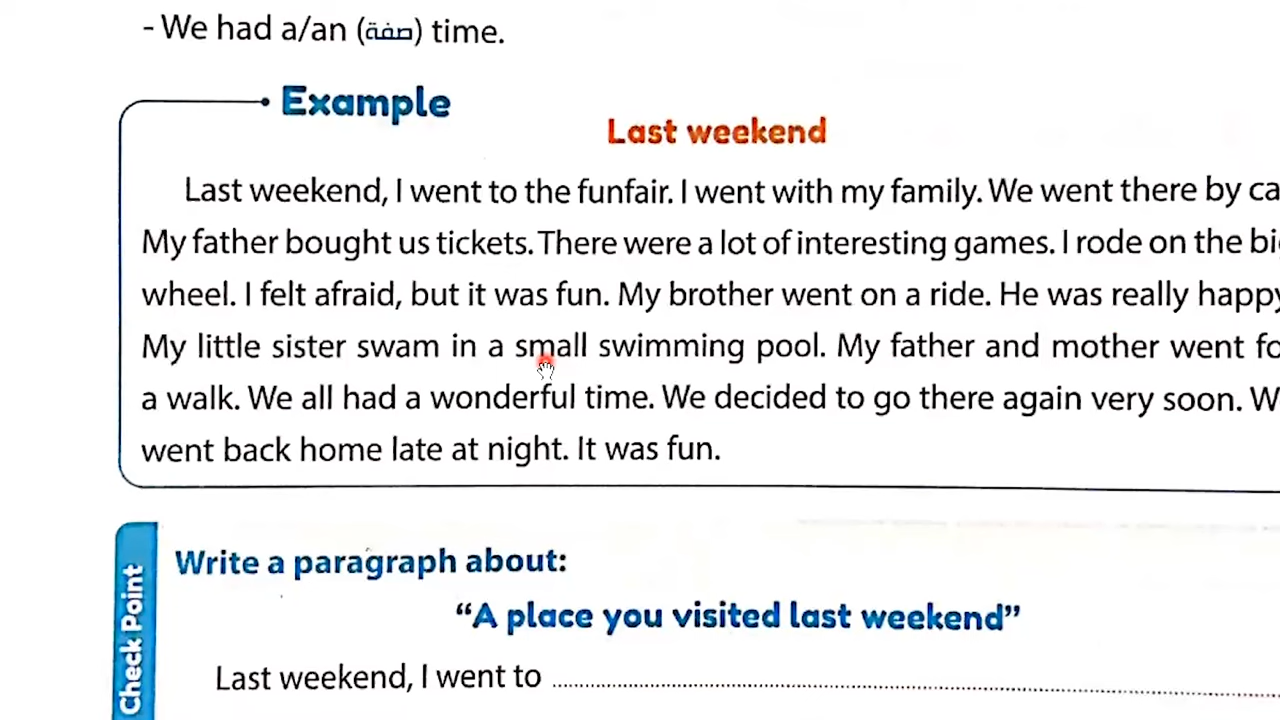 - We had a/an (صفة) time.
Example
Last weekend
Last weekend, I went to the funfair. I went with my family. We went there by
My father bought us tickets. There were a lot of interesting games. I rode on the
wheel. I felt afraid, but it was fun. My brother went on a ride. He was really happy
My little sister swam in a small swimming pool. My father and mother went
a walk. We all had a wonderful time. We decided to go there again very soon.
went back home late at night. It was fun.
Check Point
Write a paragraph about:
“A place you visited last weekend”
Last weekend, I went to